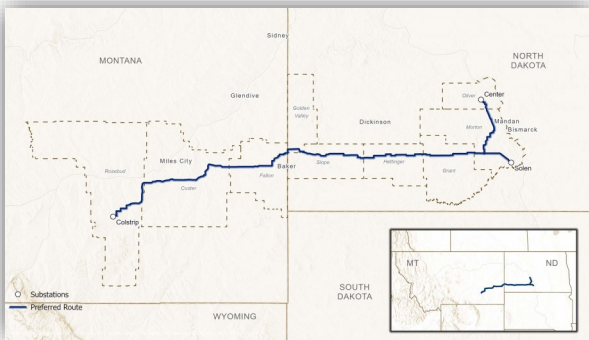 Sidney
MONTANA
NORTH
DAKOTA
Glendive
Oliver
Center
Golden
Valley
Dickinson
Morton
Mandan
Bismarck
Miles City
Baker
Rosebud
Custer
Fallon
Slope
Hettinger
Grant
Solen
Colstrip
MT
ND
SOUTH
DAKOTA
Substations
Preferred Route
WYOMING